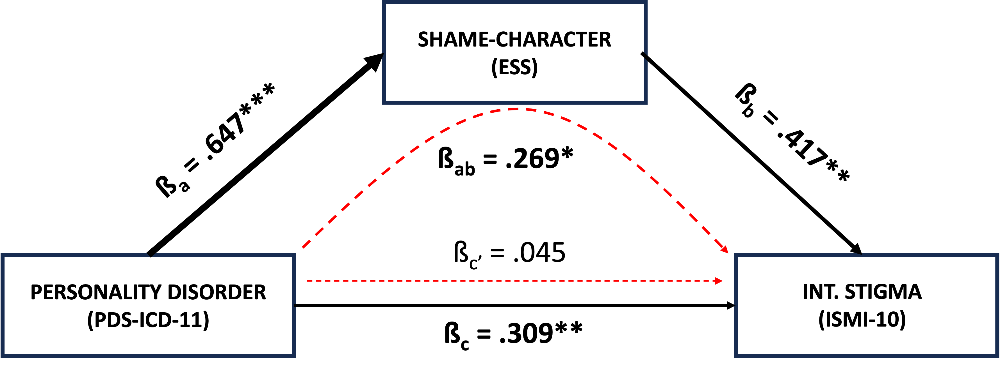 SHAME-CHARACTER
(ESS)
ßa = .647***
ßb = .417**
ßab = .269*
ßc′ = .045
PERSONALITY DISORDER
(PDS-ICD-11)
INT. STIGMA
(ISMI-10)
ßc = .309**